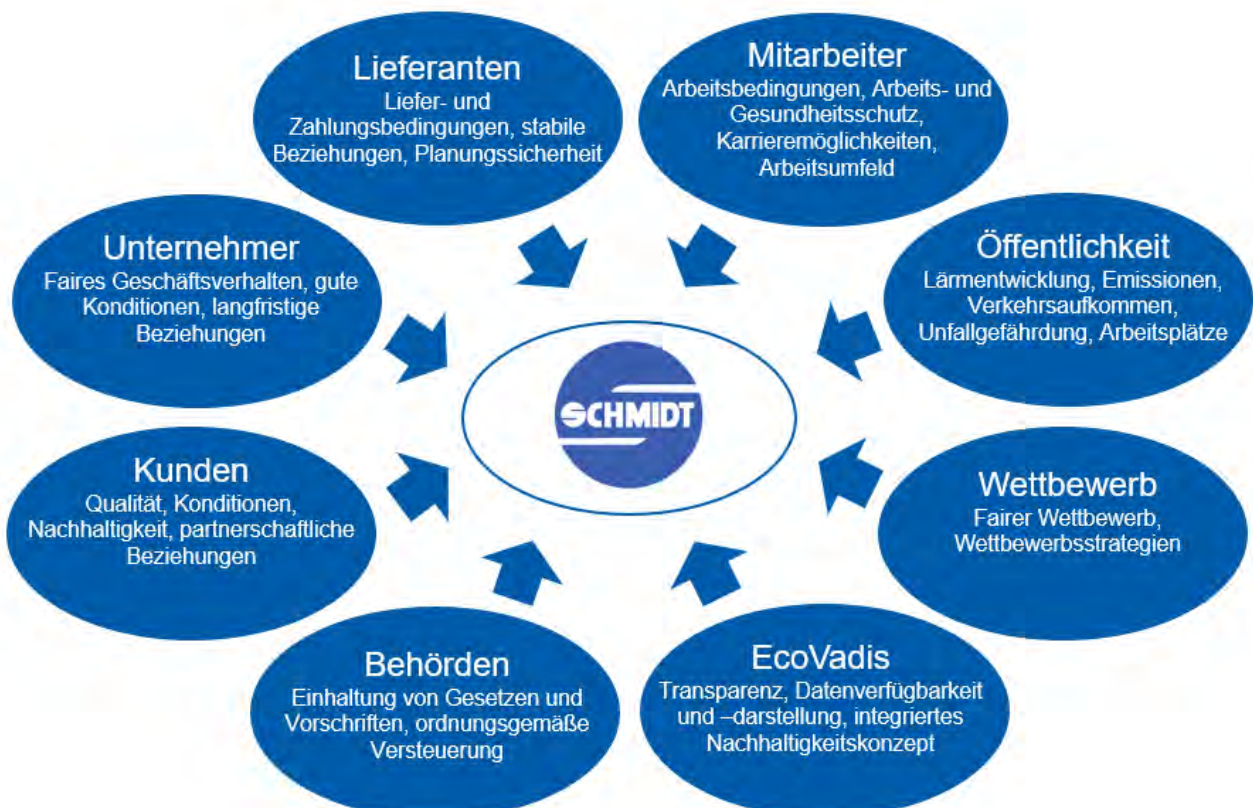 Lieferanten
Liefer- und
Zahlungsbedingungen, stabile
Beziehungen, Planungssicherheit
Mitarbeiter
Arbeitsbedingungen, Arbeits- und
Gesundheitsschutz,
Karrieremöglichkeiten,
Arbeitsumfeld
Unternehmer
Faires Geschäftsverhalten, gute
Konditionen, langfristige
Beziehungen
Öffentlichkeit
Lärmentwicklung, Emissionen,
Verkehrsaufkommen,
Unfallgefährdung, Arbeitsplätze
SCHMIDT
Kunden
Qualität, Konditionen,
Nachhaltigkeit, partnerschaftliche
Beziehungen
Wettbewerb
Fairer Wettbewerb,
Wettbewerbsstrategien
Behörden
Einhaltung von Gesetzen und
Vorschriften, ordnungsgemäße
Versteuerung
EcoVadis
Transparenz, Datenverfügbarkeit
und –darstellung, integriertes
Nachhaltigkeitskonzept